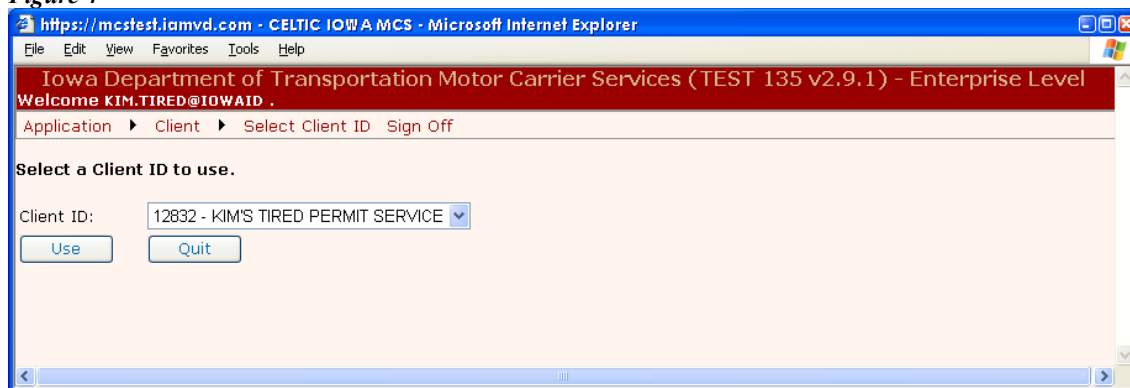 https://mcstest.iamvd.com - CELTIC IOWA MCS - Microsoft Internet Explorer
File Edit View Favorites Tools Help
Iowa Department of Transportation Motor Carrier Services (TEST 135 v2.9.1) - Enterprise Level
Welcome KIM.TIRED@IOWAID .
Application Client Select Client ID Sign Off
Select a Client ID to use.
Client ID: 12832 - KIM'S TIRED PERMIT SERVICE
Use Quit